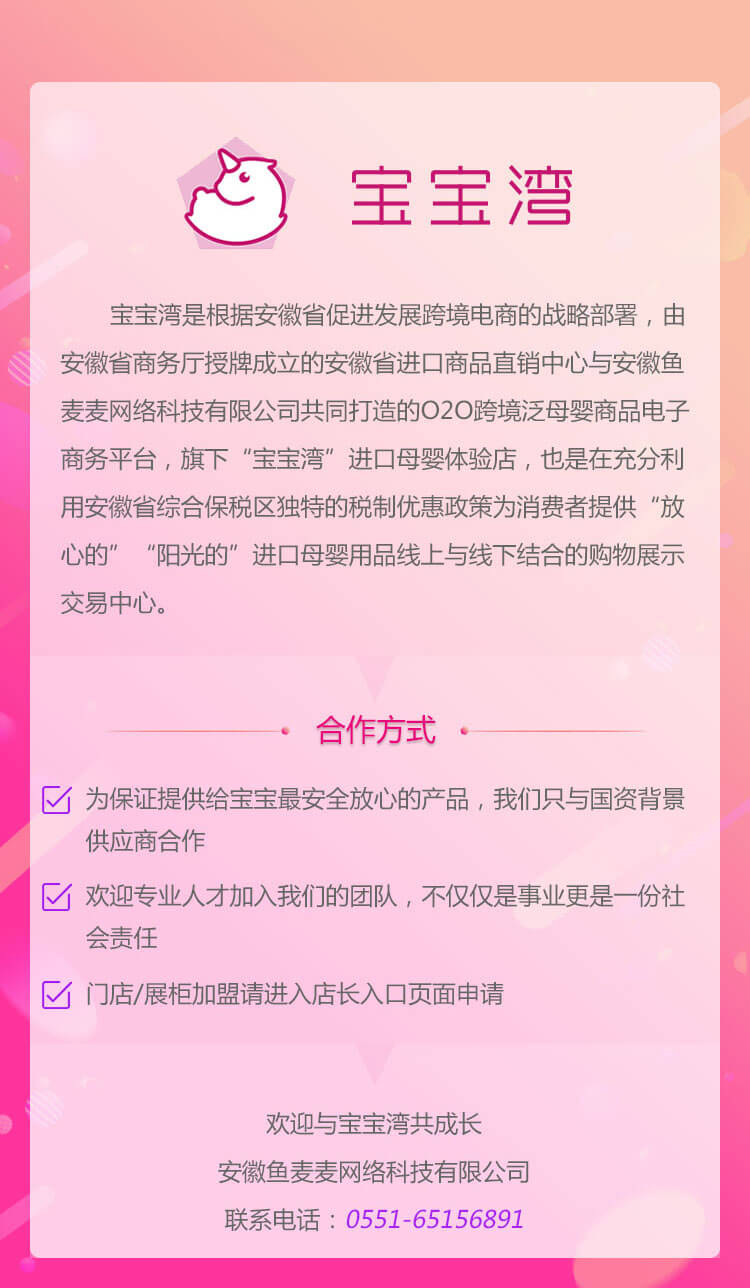 宝宝湾
宝宝湾是根据安徽省促进发展跨境电商的战略部署，由
安徽省商务厅授牌成立的安徽省进口商品直销中心与安徽鱼
麦麦网络科技有限公司共同打造的O2O跨境泛母婴商品电子
商务平台，旗下“宝宝湾”进口母婴体验店，也是在充分利
用安徽省综合保税区独特的税制优惠政策为消费者提供“放
心的”“阳光的”进口母婴用品线上与线下结合的购物展示
交易中心。
合作方式
为保证提供给宝宝最安全放心的产品，我们只与国资背景
供应商合作
欢迎专业人才加入我们的团队，不仅仅是事业更是一份社
会责任
门店/展柜加盟请进入店长入口页面申请
欢迎与宝宝湾共成长
安徽鱼麦麦网络科技有限公司
联系电话：0551-65156891